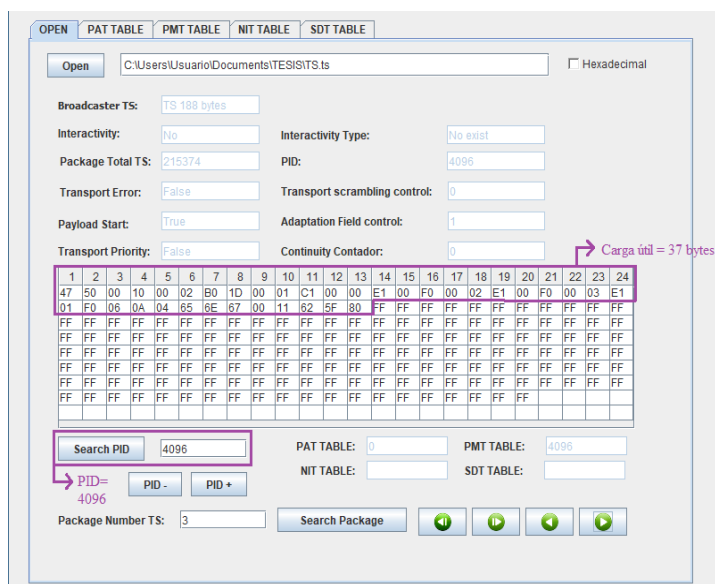 OPEN PAT TABLE PMT TABLE NIT TABLE SDT TABLE
Open C:\Users\Usuario\Documents\TESIS\TS.ts Hexadecimal
Broadcaster TS: TS 188 bytes
Interactivity: No Interactivity Type: No exist
Package Total TS: 215374 PID: 4096
Transport Error: False Transport scrambling control: 0
Payload Start: True Adaptation Field control: 1
Transport Priority: False Continuity Contador: 0
Carga útil = 37 bytes
1 2 3 4 5 6 7 8 9 10 11 12 13 14 15 16 17 18 19 20 21 22 23 24
47 50 00 10 00 02 B0 1D 00 01 C1 00 00 E1 00 F0 00 02 E1 00 F0 00 03 E1
01 F0 06 0A 04 65 6E 67 00 11 62 5F 80 FF FF FF FF FF FF FF FF FF FF FF
FF FF FF FF FF FF FF FF FF FF FF FF FF FF FF FF FF FF FF FF FF FF FF FF
FF FF FF FF FF FF FF FF FF FF FF FF FF FF FF FF FF FF FF FF FF FF FF FF
FF FF FF FF FF FF FF FF FF FF FF FF FF FF FF FF FF FF FF FF FF FF FF FF
FF FF FF FF FF FF FF FF FF FF FF FF FF FF FF FF FF FF FF FF FF FF FF FF
FF FF FF FF FF FF FF FF FF FF FF FF FF FF FF FF FF FF FF FF FF FF FF FF
FF FF FF FF FF FF FF FF FF FF FF FF FF FF FF FF FF FF FF FF
Search PID 4096 PAT TABLE: 0 PMT TABLE: 4096
NIT TABLE: SDT TABLE:
PID=
4096
PID - PID +
Package Number TS: 3 Search Package